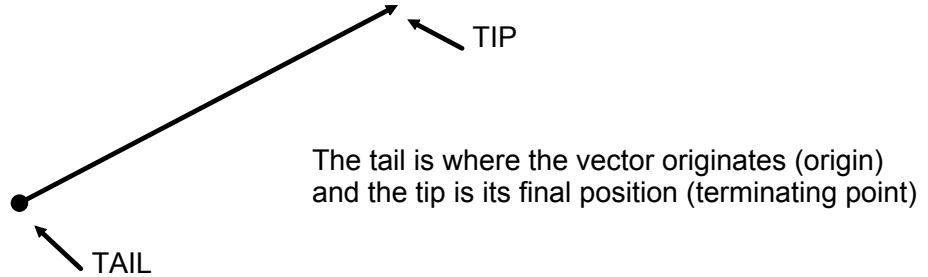 TIP
The tail is where the vector originates (origin)
and the tip is its final position (terminating point)
TAIL